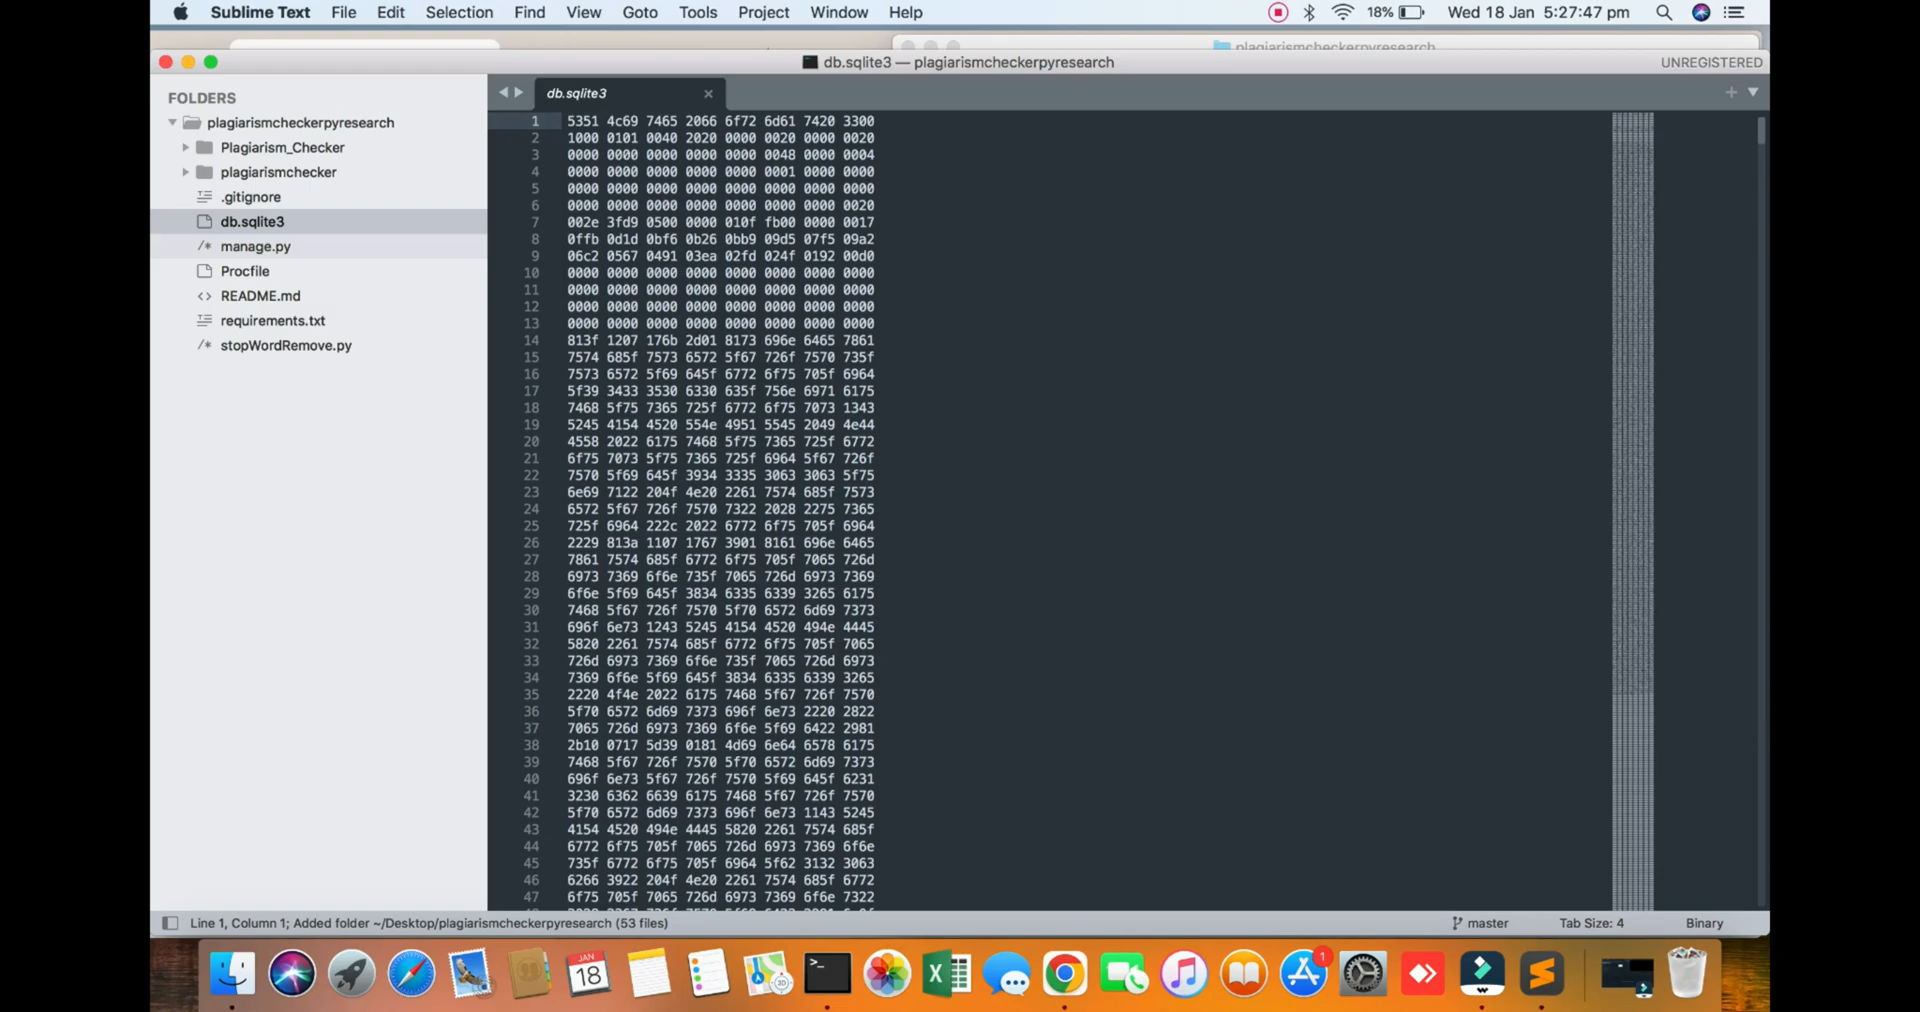 Sublime Text File Edit Selection Find View Goto Tools Project Window Help 18% Wed 18 Jan 5:27:47 pm
plagiarismcheckerpyresearch
db.sqlite3 — plagiarismcheckerpyresearch UNREGISTERED
FOLDERS
plagiarismcheckerpyresearch
Plagiarism_Checker
plagiarismchecker
.gitignore
db.sqlite3
manage.py
Procfile
README.md
requirements.txt
stopWordRemove.py
db.sqlite3
1 5351 4c69 7465 2066 6f72 6d61 7420 3300
2 1000 0101 0040 2020 0000 0020 0000 0020
3 0000 0000 0000 0000 0000 0048 0000 0004
4 0000 0000 0000 0000 0000 0001 0000 0000
5 0000 0000 0000 0000 0000 0000 0000 0000
6 0000 0000 0000 0000 0000 0000 0000 0020
7 002e 3fd9 0500 0000 010f fb00 0000 0017
8 0ffb 0d1d 0bf6 0b26 0bb9 09d5 07f5 09a2
9 06c2 0567 0491 03ea 02fd 024f 0192 00d0
10 0000 0000 0000 0000 0000 0000 0000 0000
11 0000 0000 0000 0000 0000 0000 0000 0000
12 0000 0000 0000 0000 0000 0000 0000 0000
13 0000 0000 0000 0000 0000 0000 0000 0000
14 813f 1207 176b 2d01 8173 696e 6465 7861
15 7574 685f 7573 6572 5f67 726f 7570 735f
16 7573 6572 5f69 645f 6772 6f75 705f 6964
17 5f39 3433 3530 6330 635f 756e 6971 6175
18 7468 5f75 7365 725f 6772 6f75 7073 1343
19 5245 4154 4520 554e 4951 5545 2049 4e44
20 4558 2022 6175 7468 5f75 7365 725f 6772
21 6f75 7073 5f75 7365 725f 6964 5f67 726f
22 7570 5f69 645f 3934 3335 3063 3063 5f75
23 6e69 7122 204f 4e20 2261 7574 685f 7573
24 6572 5f67 726f 7570 7322 2028 2275 7365
25 725f 6964 222c 2022 6772 6f75 705f 6964
26 2229 813a 1107 1767 3901 8161 696e 6465
27 7861 7574 685f 6772 6f75 705f 7065 726d
28 6973 7369 6f6e 735f 7065 726d 6973 7369
29 6f6e 5f69 645f 3834 6335 6339 3265 6175
30 7468 5f67 726f 7570 5f70 6572 6d69 7373
31 696f 6e73 1243 5245 4154 4520 494e 4445
32 5820 2261 7574 685f 6772 6f75 705f 7065
33 726d 6973 7369 6f6e 735f 7065 726d 6973
34 7369 6f6e 5f69 645f 3834 6335 6339 3265
35 2220 4f4e 2022 6175 7468 5f67 726f 7570
36 5f70 6572 6d69 7373 696f 6e73 2220 2822
37 7065 726d 6973 7369 6f6e 5f69 6422 2981
38 2b10 0717 5d39 0181 4d69 6e64 6578 6175
39 7468 5f67 726f 7570 5f70 6572 6d69 7373
40 696f 6e73 5f67 726f 7570 5f69 645f 6231
41 3230 6362 6639 6175 7468 5f67 726f 7570
42 5f70 6572 6d69 7373 696f 6e73 1143 5245
43 4154 4520 494e 4445 5820 2261 7574 685f
44 6772 6f75 705f 7065 726d 6973 7369 6f6e
45 735f 6772 6f75 705f 6964 5f62 3132 3063
46 6266 3922 204f 4e20 2261 7574 685f 6772
47 6f75 705f 7065 726d 6973 7369 6f6e 7322
Line 1, Column 1; Added folder ~/Desktop/plagiarismcheckerpyresearch (53 files) master Tab Size: 4 Binary
JAN
18
1